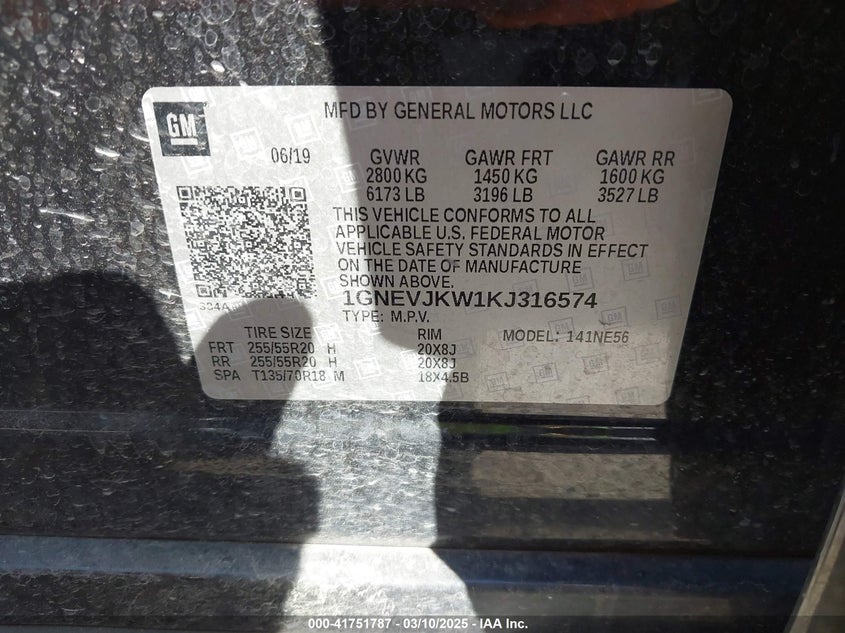 GM
MFD BY GENERAL MOTORS LLC
06/19 GVWR GAWR FRT GAWR RR
2800 KG 1450 KG 1600 KG
6173 LB 3196 LB 3527 LB
THIS VEHICLE CONFORMS TO ALL
APPLICABLE U.S. FEDERAL MOTOR
VEHICLE SAFETY STANDARDS IN EFFECT
ON THE DATE OF MANUFACTURE
SHOWN ABOVE.
1GNEVJKW1KJ316574
TYPE: M.P.V.
TIRE SIZE RIM MODEL: 141NE56
FRT 255/55R20 H 20X8J
RR 255/55R20 H 20X8J
SPA T135/70R18 M 18X4.5B
000-41751787 - 03/10/2025 - IAA Inc.